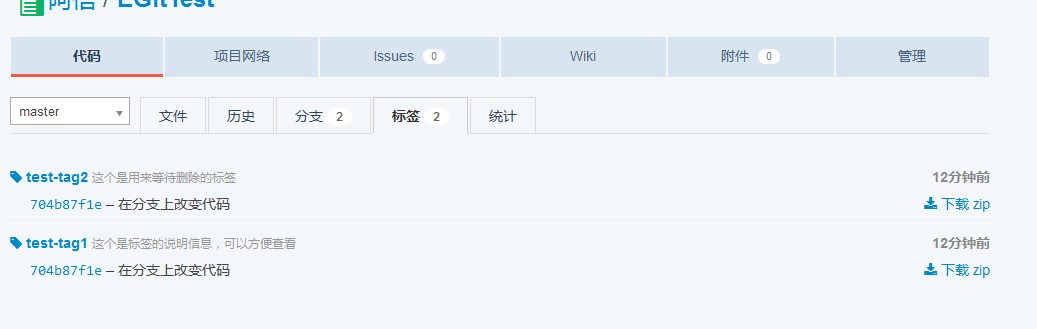 阿信 / EGitTest
代码 项目网络 Issues 0 Wiki 附件 0 管理
master 文件 历史 分支 2 标签 2 统计
test-tag2 这个是用来等待删除的标签 12分钟前
704b87f1e – 在分支上改变代码 下载 zip
test-tag1 这个是标签的说明信息，可以方便查看 12分钟前
704b87f1e – 在分支上改变代码 下载 zip